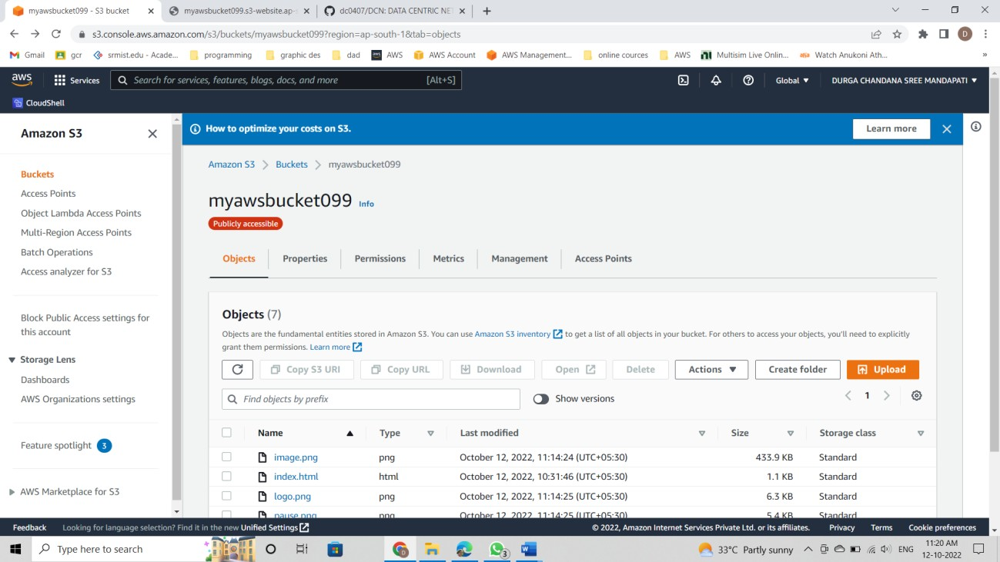 myawsbucket099 - S3 bucket
myawsbucket099.s3-website.ap-s
dc0407/DCN: DATA CENTRIC NET
s3.console.aws.amazon.com/s3/buckets/myawsbucket099?region=ap-south-1&tab=objects
D
Gmail gcr srmist.edu - Acade... programming graphic des dad AWS AWS Account AWS Management... online cources AWS Multisim Live Onlin... Watch Anukoni Ath... »
aws Services Search for services, features, blogs, docs, and more [Alt+S] Global DURGA CHANDANA SREE MANDAPATI
CloudShell
Amazon S3
Buckets
Access Points
Object Lambda Access Points
Multi-Region Access Points
Batch Operations
Access analyzer for S3
Block Public Access settings for
this account
Storage Lens
Dashboards
AWS Organizations settings
Feature spotlight 3
AWS Marketplace for S3
How to optimize your costs on S3. Learn more
Amazon S3 Buckets myawsbucket099
myawsbucket099 Info
Publicly accessible
Objects Properties Permissions Metrics Management Access Points
Objects (7)
Objects are the fundamental entities stored in Amazon S3. You can use Amazon S3 inventory to get a list of all objects in your bucket. For others to access your objects, you'll need to explicitly
grant them permissions. Learn more
Copy S3 URI Copy URL Download Open Delete Actions Create folder Upload
Find objects by prefix Show versions 1
Name Type Last modified Size Storage class
image.png png October 12, 2022, 11:14:24 (UTC+05:30) 433.9 KB Standard
index.html html October 12, 2022, 10:31:46 (UTC+05:30) 1.1 KB Standard
logo.png png October 12, 2022, 11:14:25 (UTC+05:30) 6.3 KB Standard
pause.png png October 12, 2022, 11:14:25 (UTC+05:30) 5.4 KB Standard
Feedback Looking for language selection? Find it in the new Unified Settings © 2022, Amazon Internet Services Private Ltd. or its affiliates. Privacy Terms Cookie preferences
Type here to search 3 33°C Partly sunny ENG 11:20 AM
12-10-2022